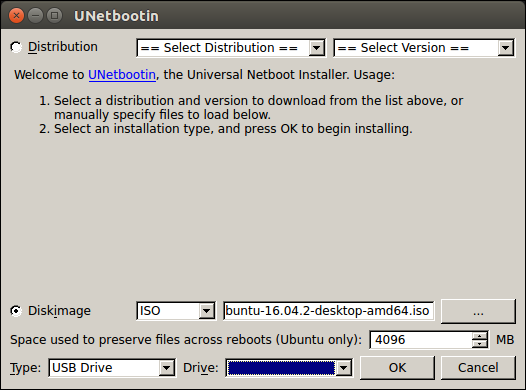 UNetbootin
Distribution == Select Distribution == == Select Version ==
Welcome to UNetbootin, the Universal Netboot Installer. Usage:
1. Select a distribution and version to download from the list above, or
manually specify files to load below.
2. Select an installation type, and press OK to begin installing.
Diskimage ISO buntu-16.04.2-desktop-amd64.iso ...
Space used to preserve files across reboots (Ubuntu only): 4096 MB
Type: USB Drive Drive: OK Cancel